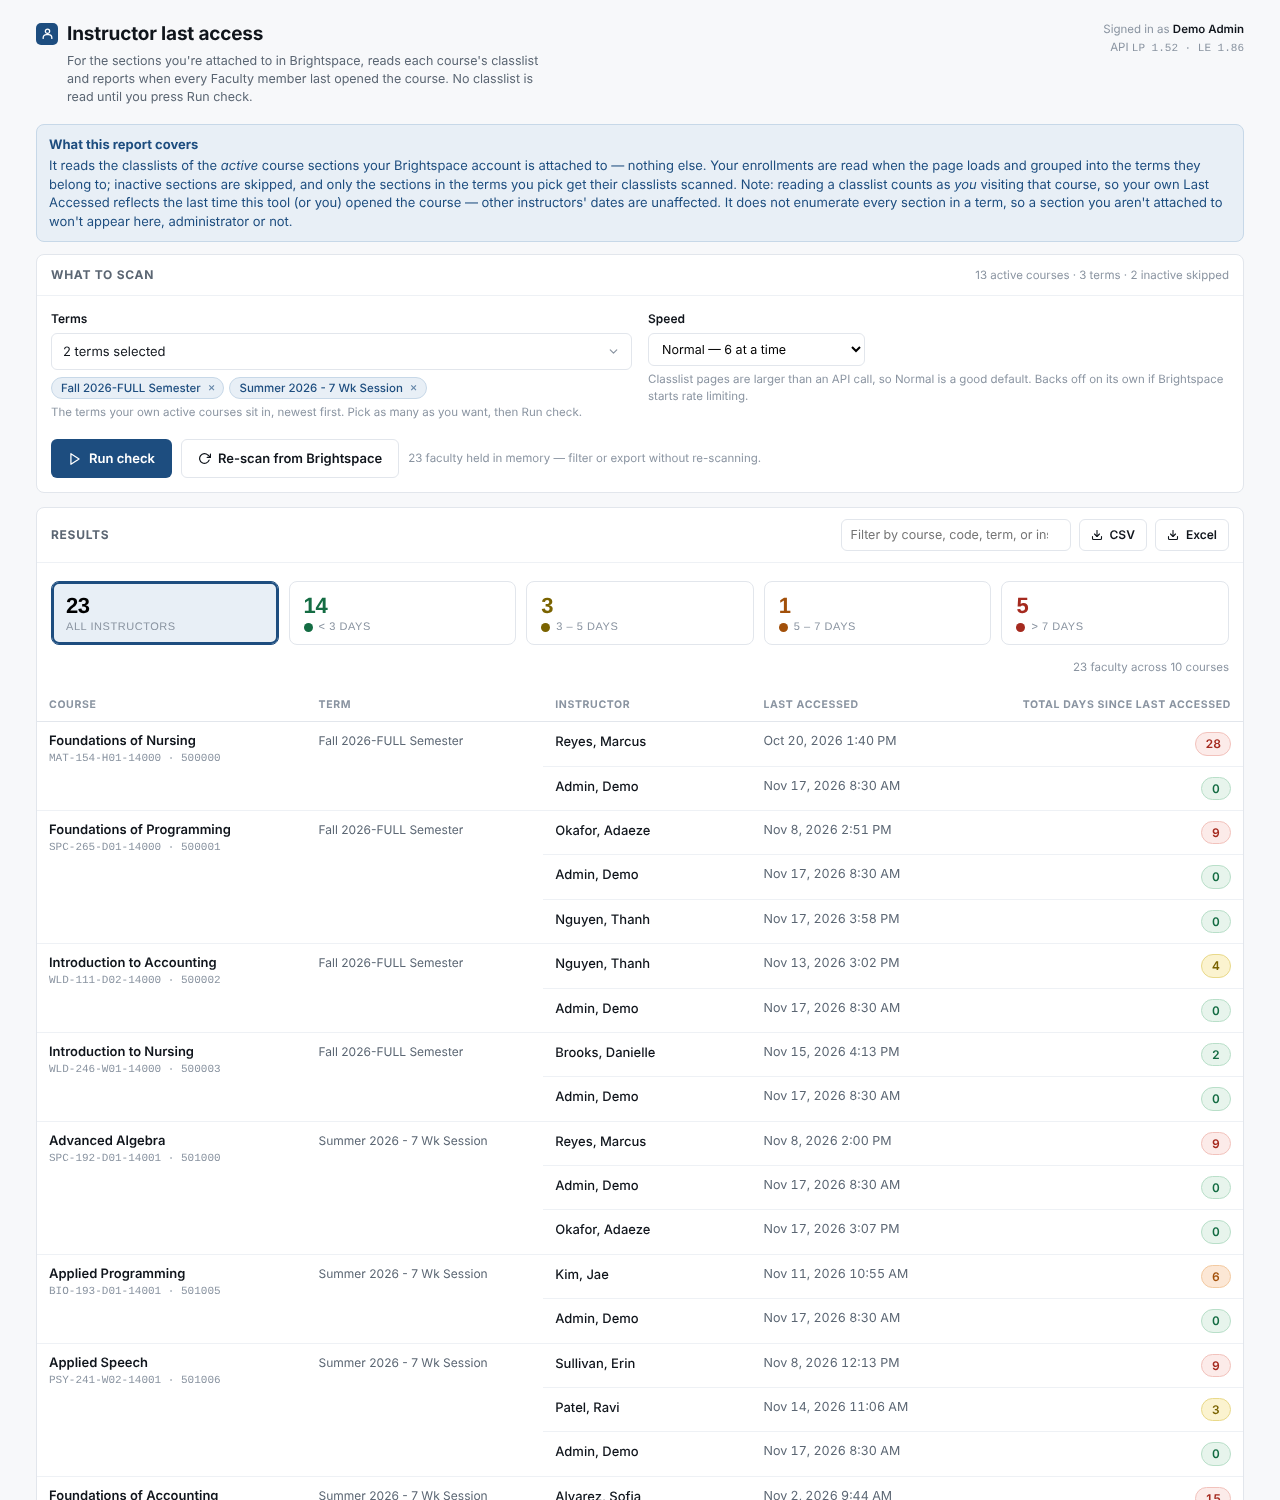 Instructor last access
For the sections you're attached to in Brightspace, reads each course's classlist
and reports when every Faculty member last opened the course. No classlist is
read until you press Run check.
Signed in as Demo Admin
API LP 1.52 · LE 1.86
What this report covers
It reads the classlists of the active course sections your Brightspace account is attached to — nothing else. Your enrollments are read when the page loads and grouped into the terms they
belong to; inactive sections are skipped, and only the sections in the terms you pick get their classlists scanned. Note: reading a classlist counts as you visiting that course, so your own Last
Accessed reflects the last time this tool (or you) opened the course — other instructors' dates are unaffected. It does not enumerate every section in a term, so a section you aren't attached to
won't appear here, administrator or not.
WHAT TO SCAN
13 active courses · 3 terms · 2 inactive skipped
Terms
2 terms selected
Fall 2026-FULL Semester ×
Summer 2026 - 7 Wk Session ×
The terms your own active courses sit in, newest first. Pick as many as you want, then Run check.
Speed
Normal — 6 at a time
Classlist pages are larger than an API call, so Normal is a good default. Backs off on its own if Brightspace
starts rate limiting.
Run check
Re-scan from Brightspace
23 faculty held in memory — filter or export without re-scanning.
RESULTS
Filter by course, code, term, or in
CSV
Excel
23
ALL INSTRUCTORS
14
< 3 DAYS
3
3 – 5 DAYS
1
5 – 7 DAYS
5
> 7 DAYS
23 faculty across 10 courses
COURSE TERM INSTRUCTOR LAST ACCESSED TOTAL DAYS SINCE LAST ACCESSED
Foundations of Nursing Fall 2026-FULL Semester Reyes, Marcus Oct 20, 2026 1:40 PM 28
MAT-154-H01-14000 · 500000
Admin, Demo Nov 17, 2026 8:30 AM 0
Foundations of Programming Fall 2026-FULL Semester Okafor, Adaeze Nov 8, 2026 2:51 PM 9
SPC-265-D01-14000 · 500001
Admin, Demo Nov 17, 2026 8:30 AM 0
Nguyen, Thanh Nov 17, 2026 3:58 PM 0
Introduction to Accounting Fall 2026-FULL Semester Nguyen, Thanh Nov 13, 2026 3:02 PM 4
WLD-111-D02-14000 · 500002
Admin, Demo Nov 17, 2026 8:30 AM 0
Introduction to Nursing Fall 2026-FULL Semester Brooks, Danielle Nov 15, 2026 4:13 PM 2
WLD-246-W01-14000 · 500003
Admin, Demo Nov 17, 2026 8:30 AM 0
Advanced Algebra Summer 2026 - 7 Wk Session Reyes, Marcus Nov 8, 2026 2:00 PM 9
SPC-192-D01-14001 · 501000
Admin, Demo Nov 17, 2026 8:30 AM 0
Okafor, Adaeze Nov 17, 2026 3:07 PM 0
Applied Programming Summer 2026 - 7 Wk Session Kim, Jae Nov 11, 2026 10:55 AM 6
BIO-193-D01-14001 · 501005
Admin, Demo Nov 17, 2026 8:30 AM 0
Applied Speech Summer 2026 - 7 Wk Session Sullivan, Erin Nov 8, 2026 12:13 PM 9
PSY-241-W02-14001 · 501006
Patel, Ravi Nov 14, 2026 11:06 AM 3
Admin, Demo Nov 17, 2026 8:30 AM 0
Foundations of Accounting Summer 2026 - 7 Wk Session Alvarez, Sofia Nov 2, 2026 9:44 AM 15